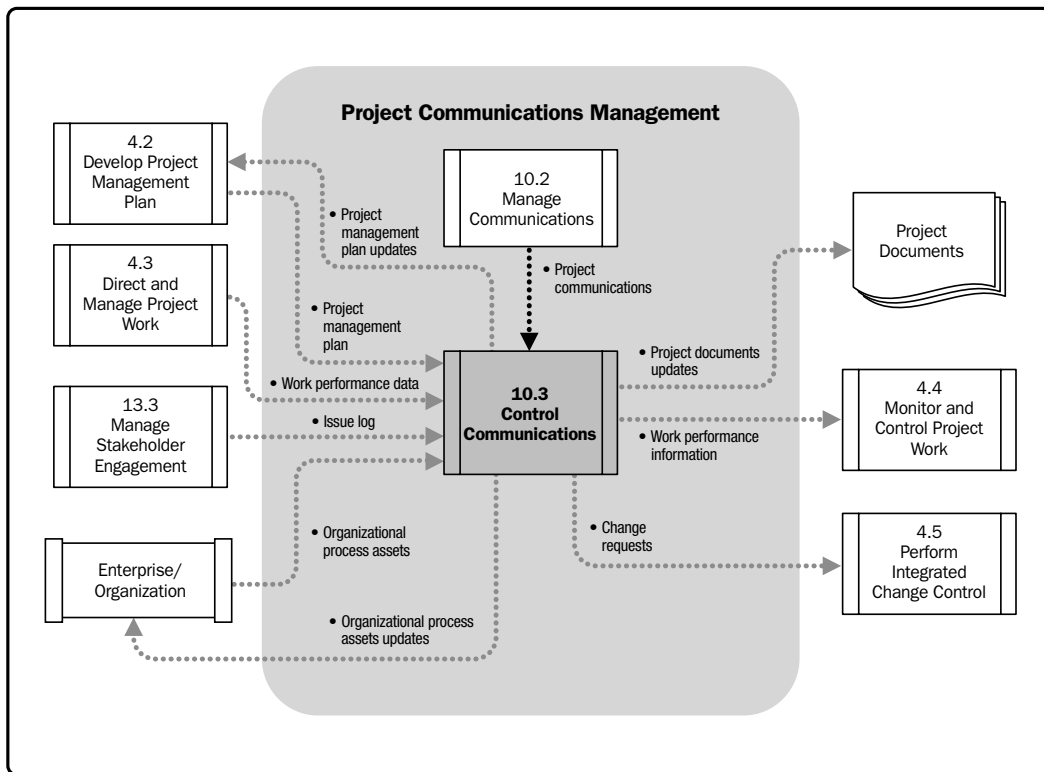 Project Communications Management
4.2
Develop Project
Management
Plan
10.2
Manage
Communications
• Project
management
plan updates
• Project
communications
Project
Documents
4.3
Direct and
Manage Project
Work
• Project
management
plan
• Project documents
updates
• Work performance data
10.3
Control
Communications
4.4
Monitor and
Control Project
Work
13.3
Manage
Stakeholder
Engagement
• Issue log
• Work performance
information
• Organizational
process assets
• Change
requests
4.5
Perform
Integrated
Change Control
Enterprise/
Organization
• Organizational process
assets updates